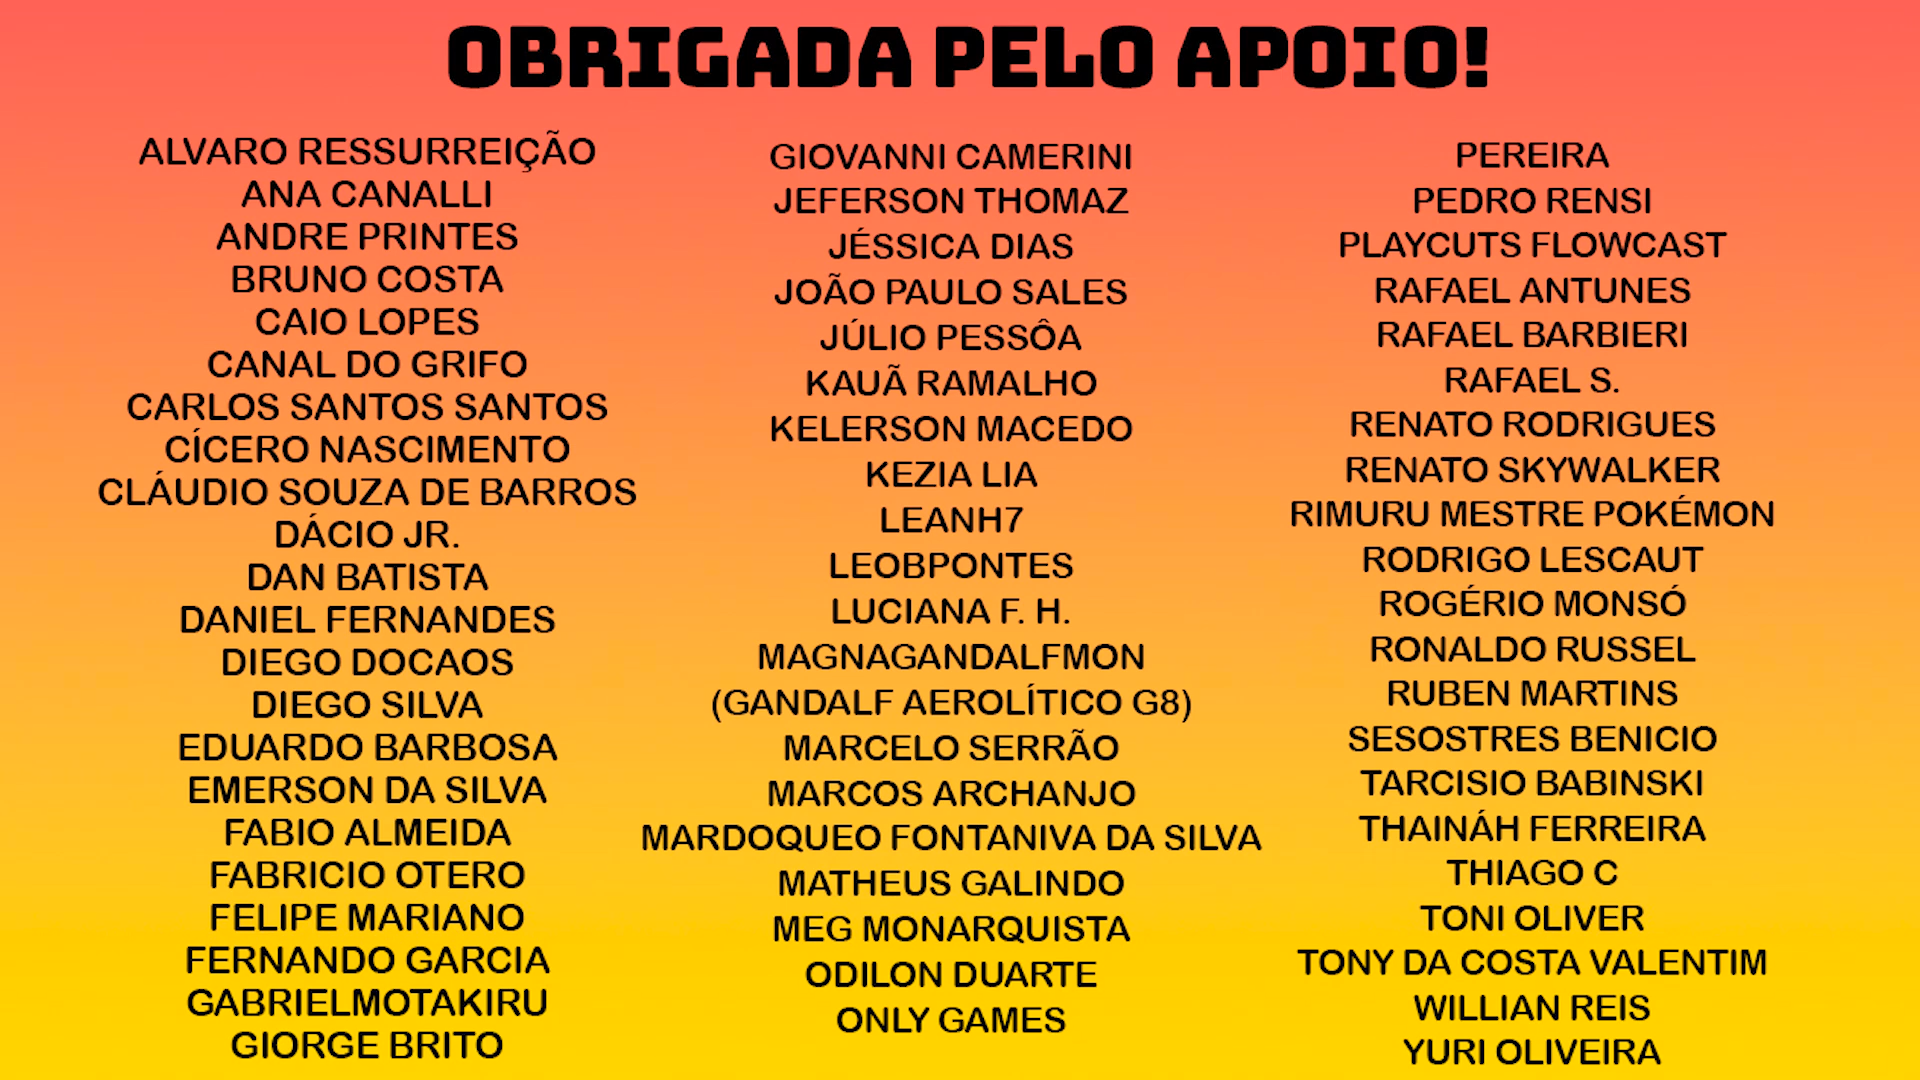 OBRIGADA PELO APOIO!
ALVARO RESSURREIÇÃO
ANA CANALLI
ANDRE PRINTES
BRUNO COSTA
CAIO LOPES
CANAL DO GRIFO
CARLOS SANTOS SANTOS
CÍCERO NASCIMENTO
CLÁUDIO SOUZA DE BARROS
DÁCIO JR.
DAN BATISTA
DANIEL FERNANDES
DIEGO DOCAOS
DIEGO SILVA
EDUARDO BARBOSA
EMERSON DA SILVA
FABIO ALMEIDA
FABRICIO OTERO
FELIPE MARIANO
FERNANDO GARCIA
GABRIELMOTAKIRU
GIORGE BRITO
GIOVANNI CAMERINI
JEFERSON THOMAZ
JÉSSICA DIAS
JOÃO PAULO SALES
JÚLIO PESSÔA
KAUÃ RAMALHO
KELERSON MACEDO
KEZIA LIA
LEANH7
LEOBPONTES
LUCIANA F. H.
MAGNAGANDALFMON
(GANDALF AEROLÍTICO G8)
MARCELO SERRÃO
MARCOS ARCHANJO
MARDOQUEO FONTANIVA DA SILVA
MATHEUS GALINDO
MEG MONARQUISTA
ODILON DUARTE
ONLY GAMES
PEREIRA
PEDRO RENSI
PLAYCUTS FLOWCAST
RAFAEL ANTUNES
RAFAEL BARBIERI
RAFAEL S.
RENATO RODRIGUES
RENATO SKYWALKER
RIMURU MESTRE POKÉMON
RODRIGO LESCAUT
ROGÉRIO MONSÓ
RONALDO RUSSEL
RUBEN MARTINS
SESOSTRES BENICIO
TARCISIO BABINSKI
THAINÁH FERREIRA
THIAGO C
TONI OLIVER
TONY DA COSTA VALENTIM
WILLIAN REIS
YURI OLIVEIRA